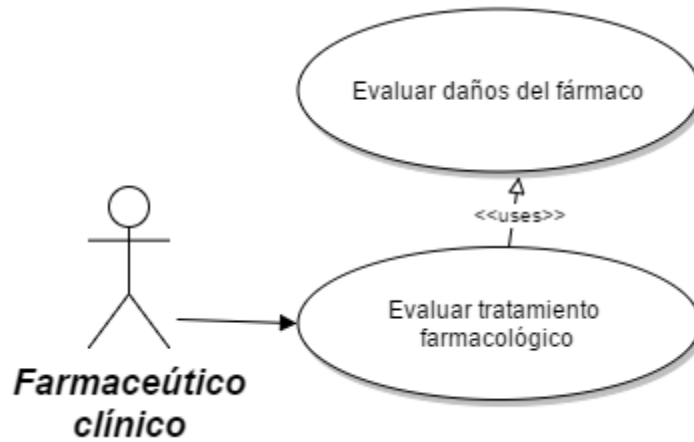 Evaluar daños del fármaco
<<uses>>
Evaluar tratamiento
farmacológico
Farmaceútico
clínico